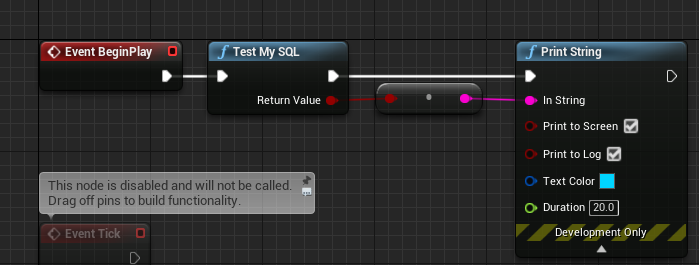 Event BeginPlay
Test My SQL
Return Value
Print String
In String
Print to Screen
Print to Log
Text Color
Duration 20.0
Development Only
This node is disabled and will not be called.
Drag off pins to build functionality.
Event Tick